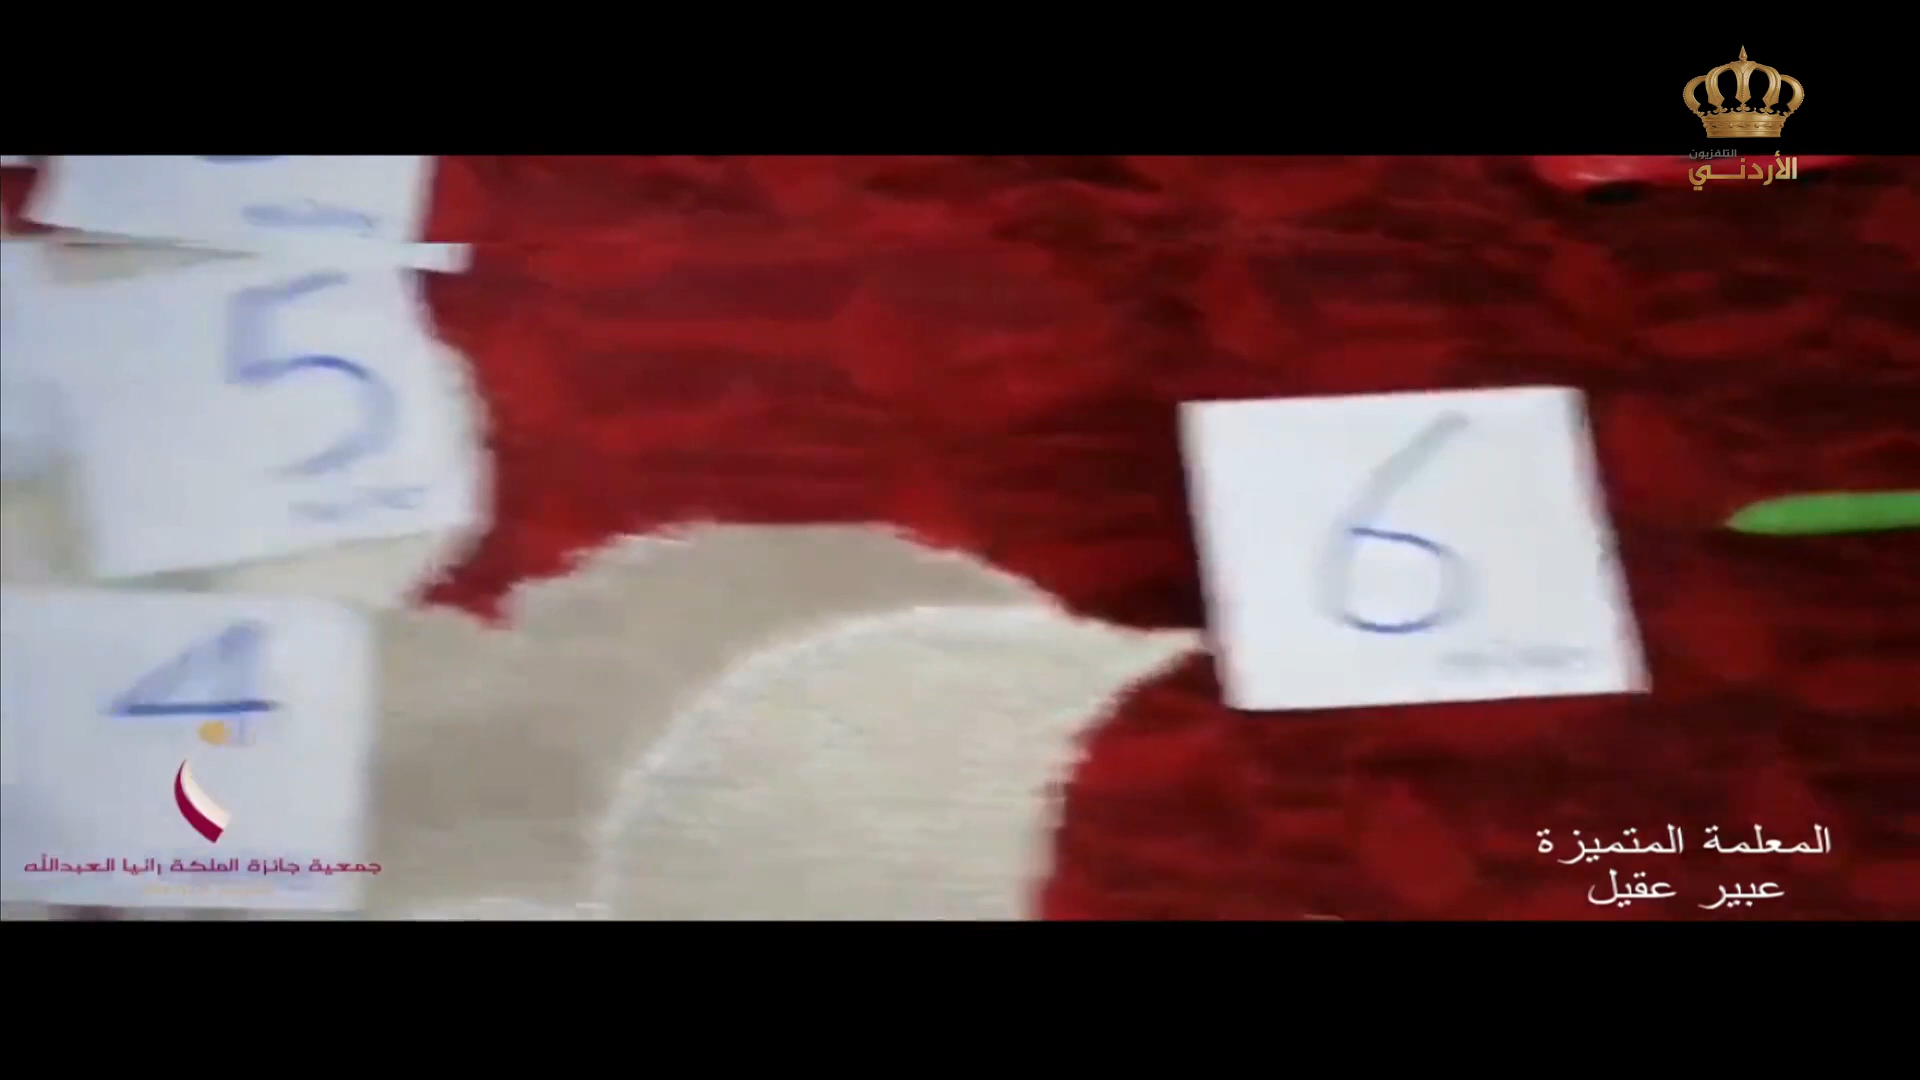 التلفزيون
الأردني
5
6
4
جمعية جائزة الملكة رانيا العبدالله
المعلمة المتميزة
عبير عقيل